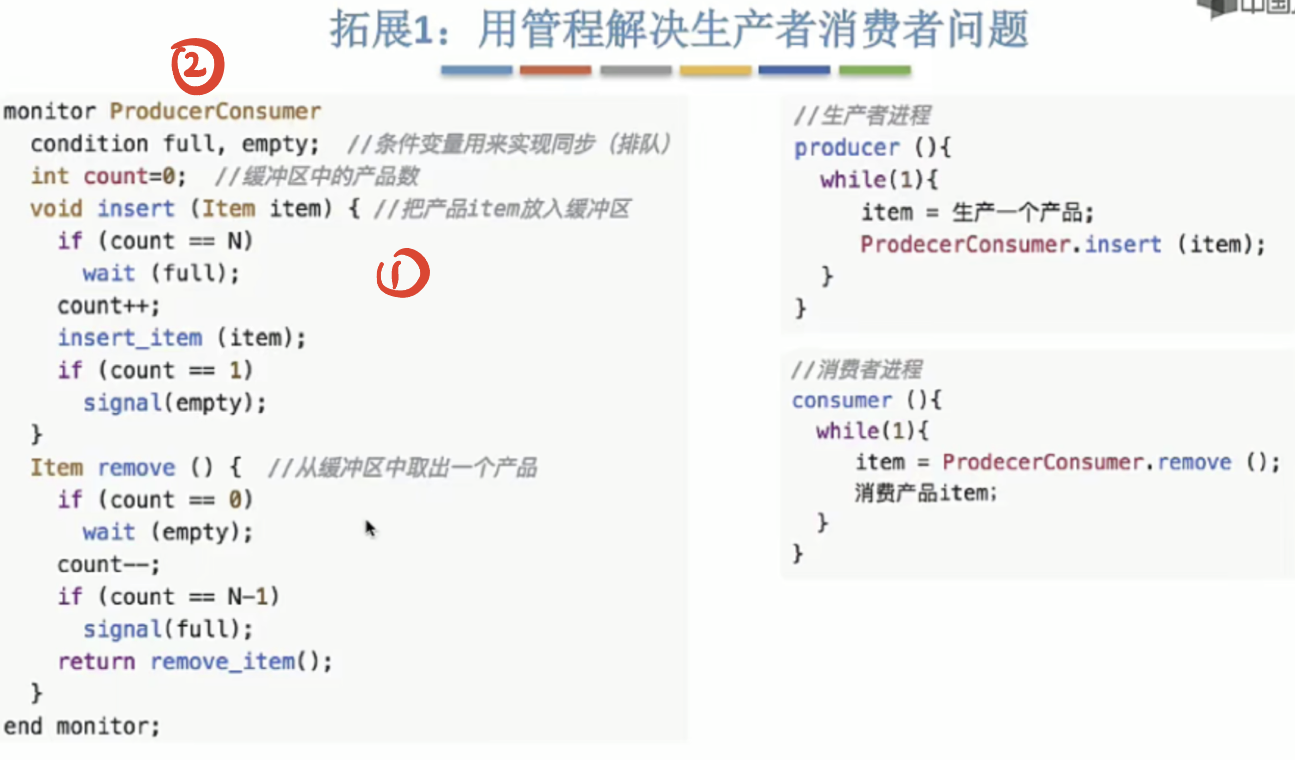 拓展1：用管程解决生产者消费者问题
中国
②
monitor ProducerConsumer
condition full, empty; //条件变量用来实现同步（排队）
int count=0; //缓冲区中的产品数
void insert (Item item) { //把产品item放入缓冲区
if (count == N)
wait (full);
①
count++;
insert_item (item);
if (count == 1)
signal(empty);
}
Item remove () { //从缓冲区中取出一个产品
if (count == 0)
wait (empty);
count--;
if (count == N-1)
signal(full);
return remove_item();
}
end monitor;
//生产者进程
producer (){
while(1){
item = 生产一个产品;
ProdecerConsumer.insert (item);
}
}
//消费者进程
consumer (){
while(1){
item = ProdecerConsumer.remove ();
消费产品item;
}
}